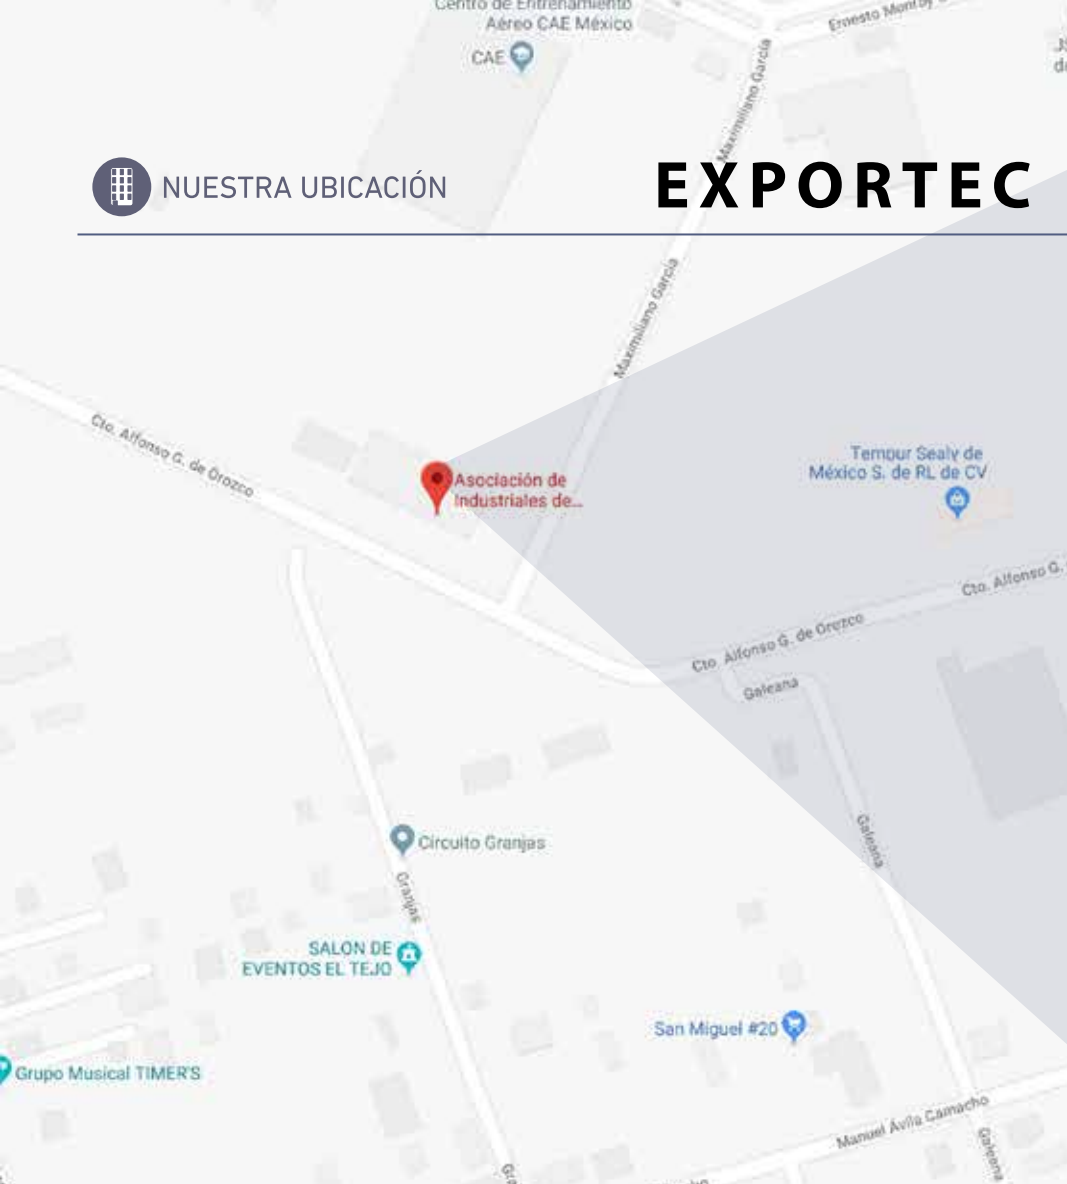 Centro de Entrenamiento
Aéreo CAE México
CAE
Ernesto Monroy
Maximiliano García
NUESTRA UBICACIÓN
EXPORTEC
Maximiliano García
Cto. Alfonso G. de Orozco
Asociación de
Industriales de...
Tempur Sealy de
México S. de RL de CV
Cto. Alfonso G.
Cto. Alfonso G. de Orozco
Galeana
Galeana
Circuito Granjas
Granjas
SALON DE
EVENTOS EL TEJO
San Miguel #20
Grupo Musical TIMER'S
Manuel Ávila Camacho
Galeana